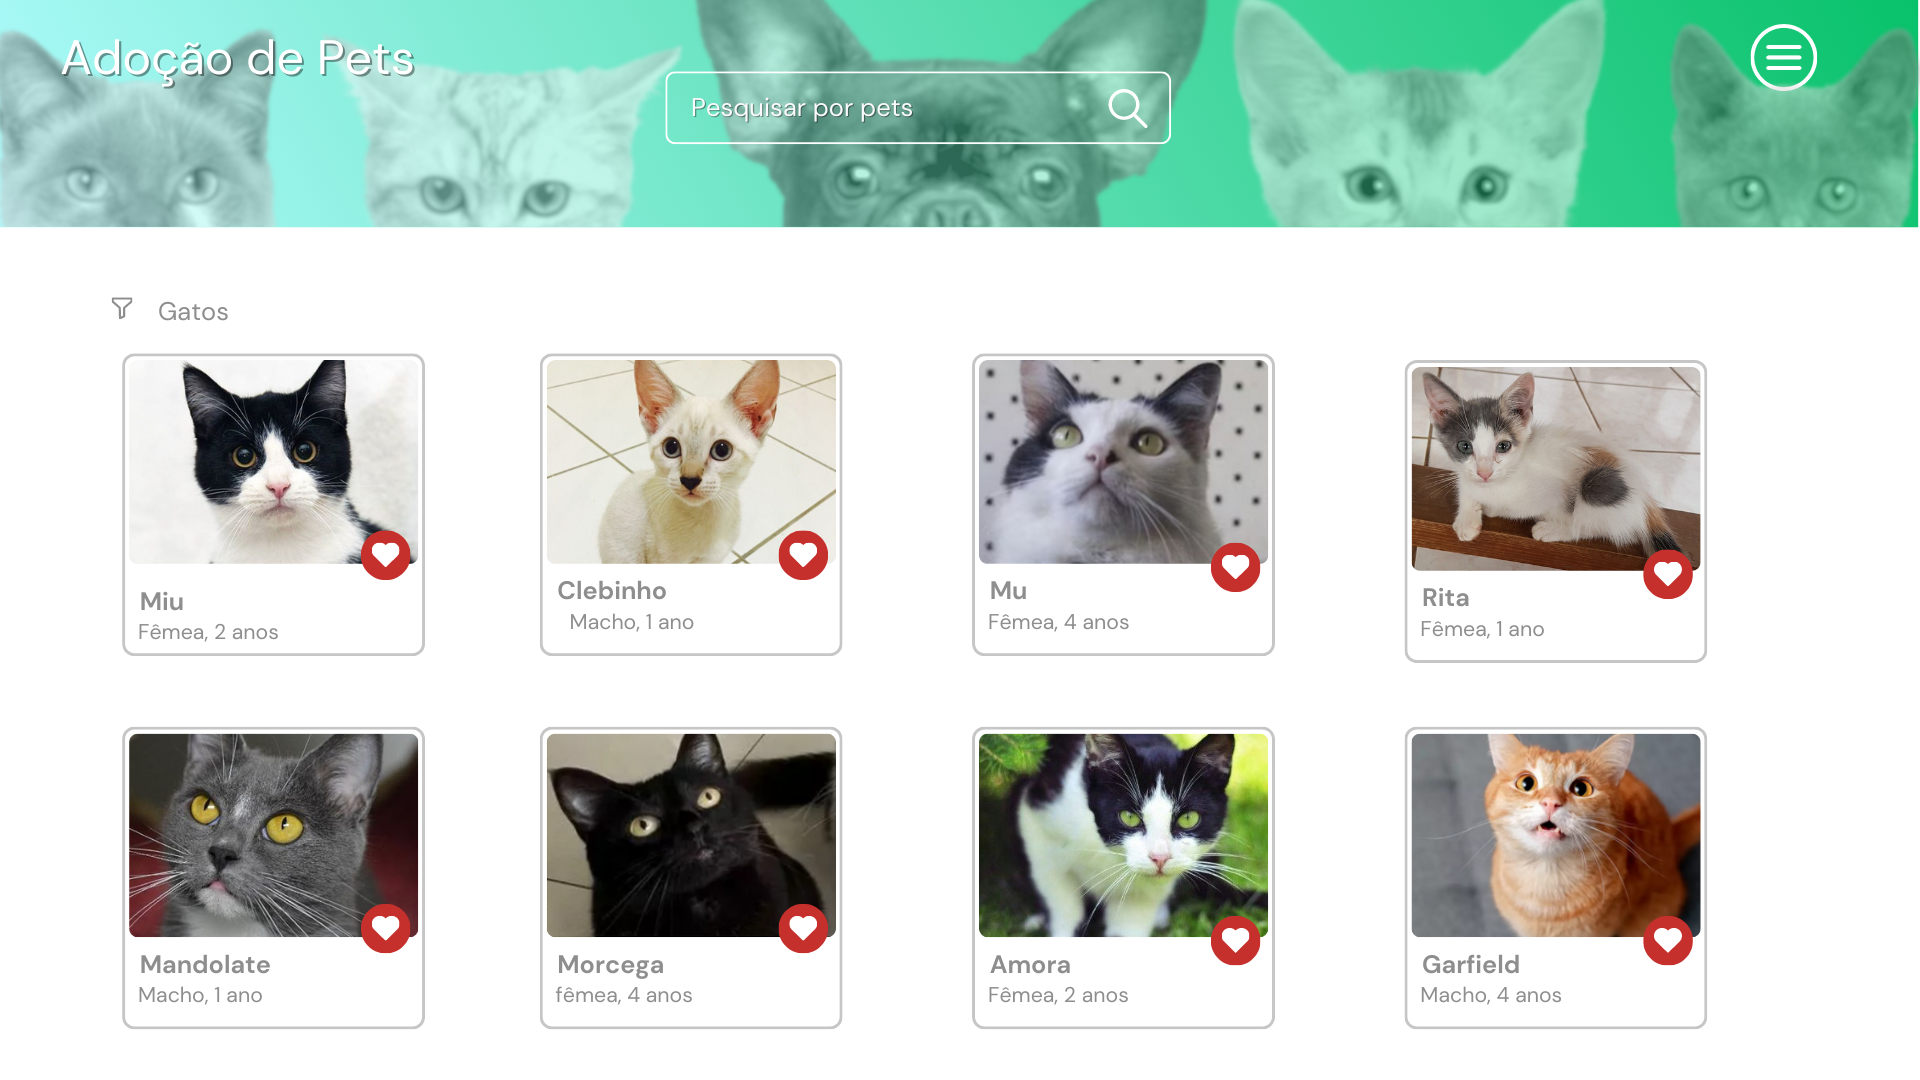 Adoção de Pets
Pesquisar por pets
Gatos
Miu
Fêmea, 2 anos
Clebinho
Macho, 1 ano
Mu
Fêmea, 4 anos
Rita
Fêmea, 1 ano
Mandolate
Macho, 1 ano
Morcega
fêmea, 4 anos
Amora
Fêmea, 2 anos
Garfield
Macho, 4 anos